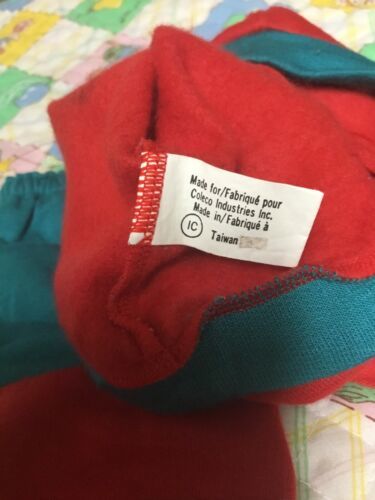 Made for/Fabriqué pour
Coleco Industries Inc.
Made in/Fabriqué à
IC Taiwan